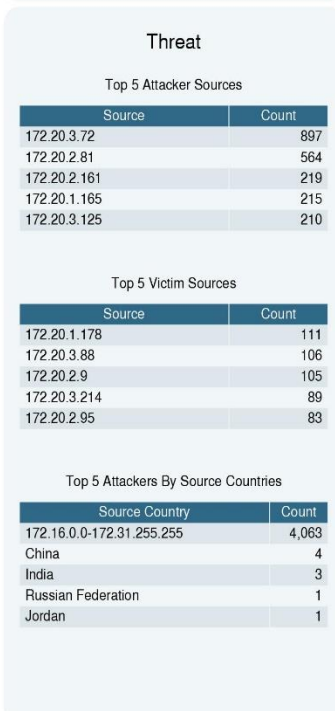 Threat
Top 5 Attacker Sources
Source Count
172.20.3.72 897
172.20.2.81 564
172.20.2.161 219
172.20.1.165 215
172.20.3.125 210
Top 5 Victim Sources
Source Count
172.20.1.178 111
172.20.3.88 106
172.20.2.9 105
172.20.3.214 89
172.20.2.95 83
Top 5 Attackers By Source Countries
Source Country Count
172.16.0.0-172.31.255.255 4,063
China 4
India 3
Russian Federation 1
Jordan 1